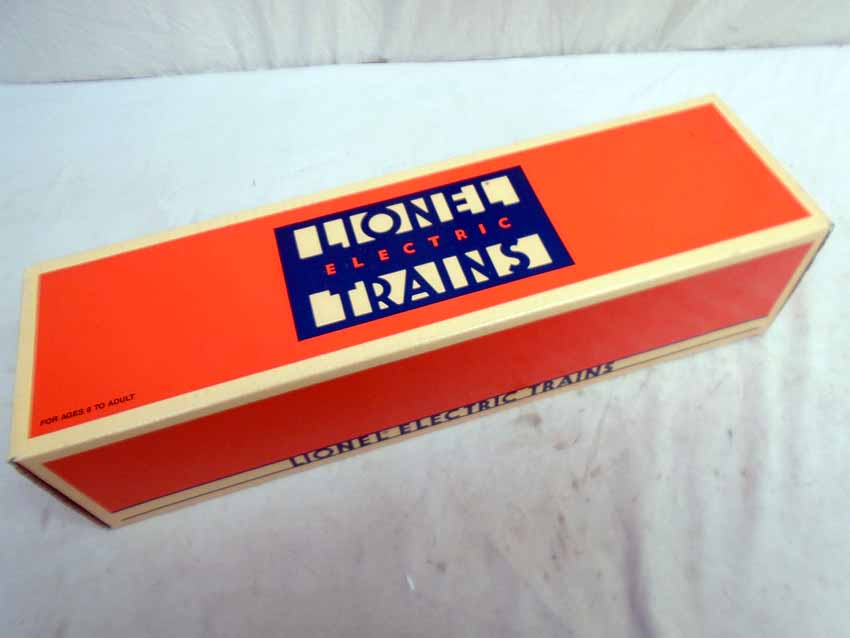 LIONEL
ELECTRIC
TRAINS
FOR AGES 8 TO ADULT
LIONEL ELECTRIC TRAINS